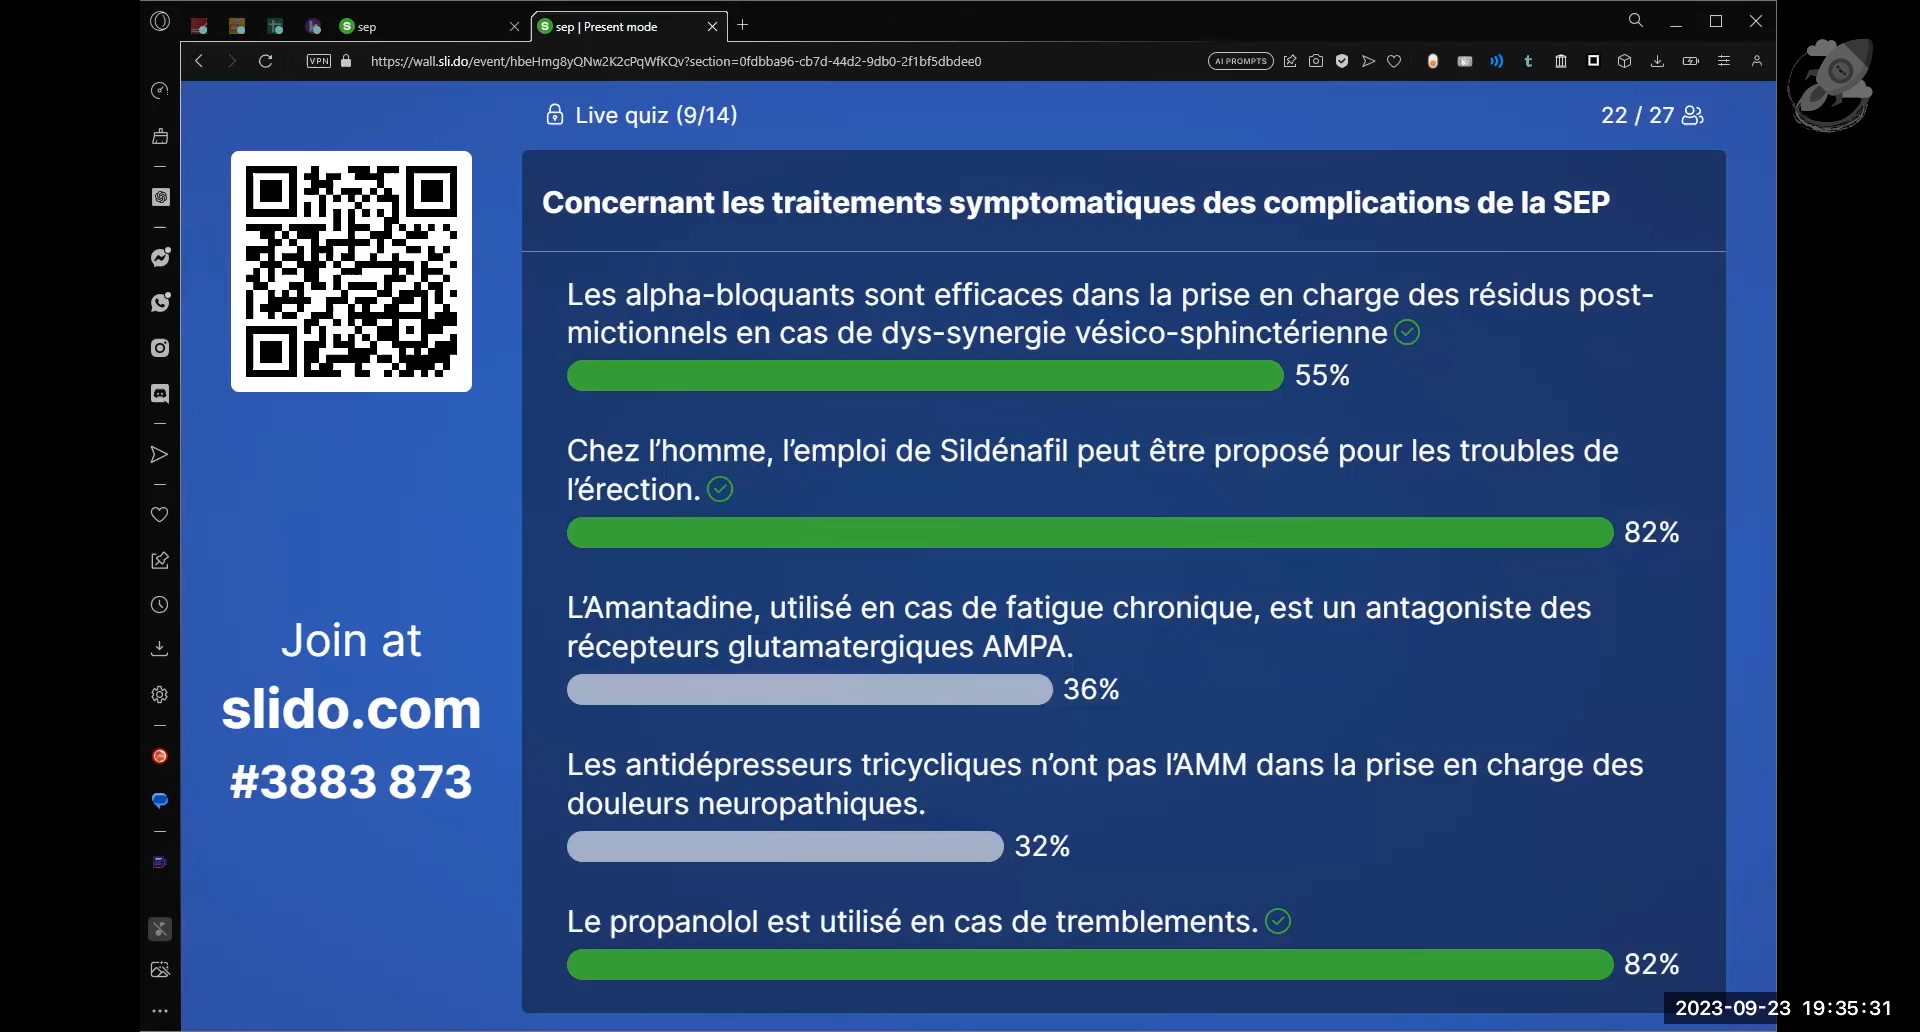 sep
sep | Present mode
VPN
https://wall.sli.do/event/hbeHmg8yQNw2K2cPqWfKQv?section=0fdbba96-cb7d-44d2-9db0-2f1bf5dbdee0
AI PROMPTS
Live quiz (9/14)
22 / 27
Concernant les traitements symptomatiques des complications de la SEP
Les alpha-bloquants sont efficaces dans la prise en charge des résidus post-
mictionnels en cas de dys-synergie vésico-sphinctérienne
55%
Chez l’homme, l’emploi de Sildénafil peut être proposé pour les troubles de
l’érection.
82%
L’Amantadine, utilisé en cas de fatigue chronique, est un antagoniste des
récepteurs glutamatergiques AMPA.
36%
Les antidépresseurs tricycliques n’ont pas l’AMM dans la prise en charge des
douleurs neuropathiques.
32%
Le propanolol est utilisé en cas de tremblements.
82%
Join at
slido.com
#3883 873
2023-09-23 19:35:31